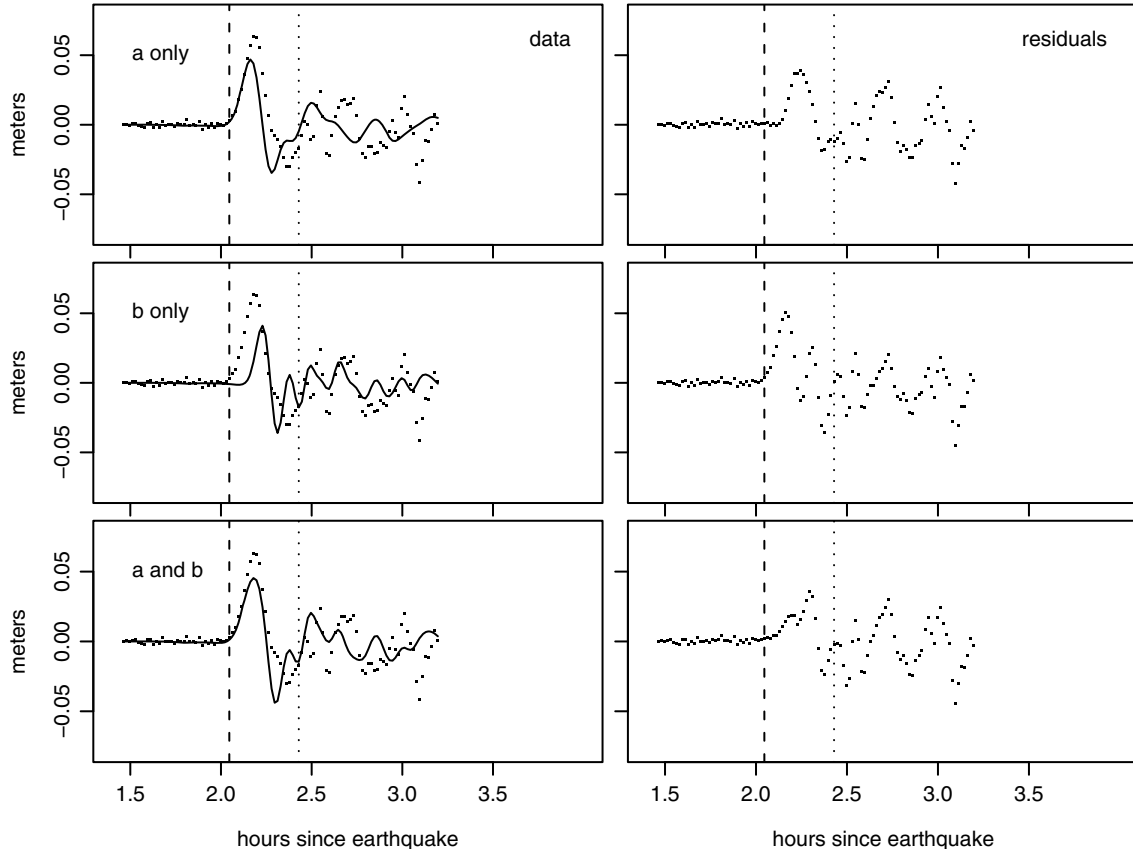 a only
data
residuals
meters
0.05
0.00
−0.05
b only
meters
0.05
0.00
−0.05
a and b
meters
0.05
0.00
−0.05
1.5 2.0 2.5 3.0 3.5
1.5 2.0 2.5 3.0 3.5
hours since earthquake
hours since earthquake